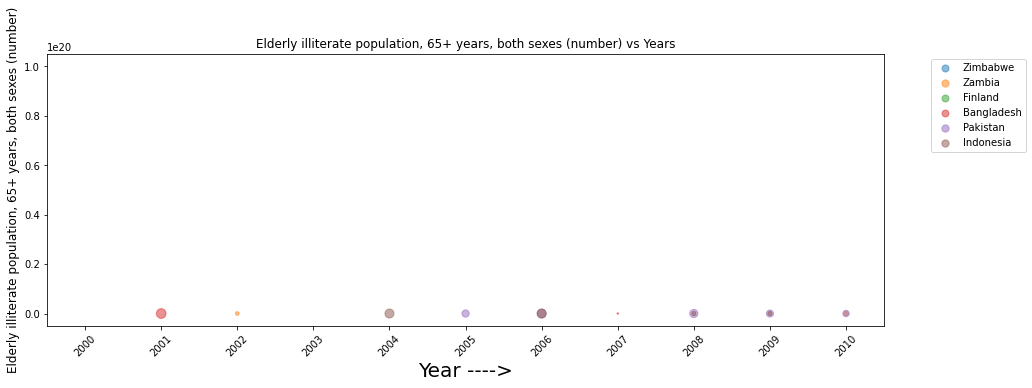 Elderly illiterate population, 65+ years, both sexes (number) vs Years
1e20
1.0
0.8
0.6
0.4
0.2
0.0
Elderly illiterate population, 65+ years, both sexes (number)
2000
2001
2002
2003
2004
2005
2006
2007
2008
2009
2010
Year ---->
Zimbabwe
Zambia
Finland
Bangladesh
Pakistan
Indonesia